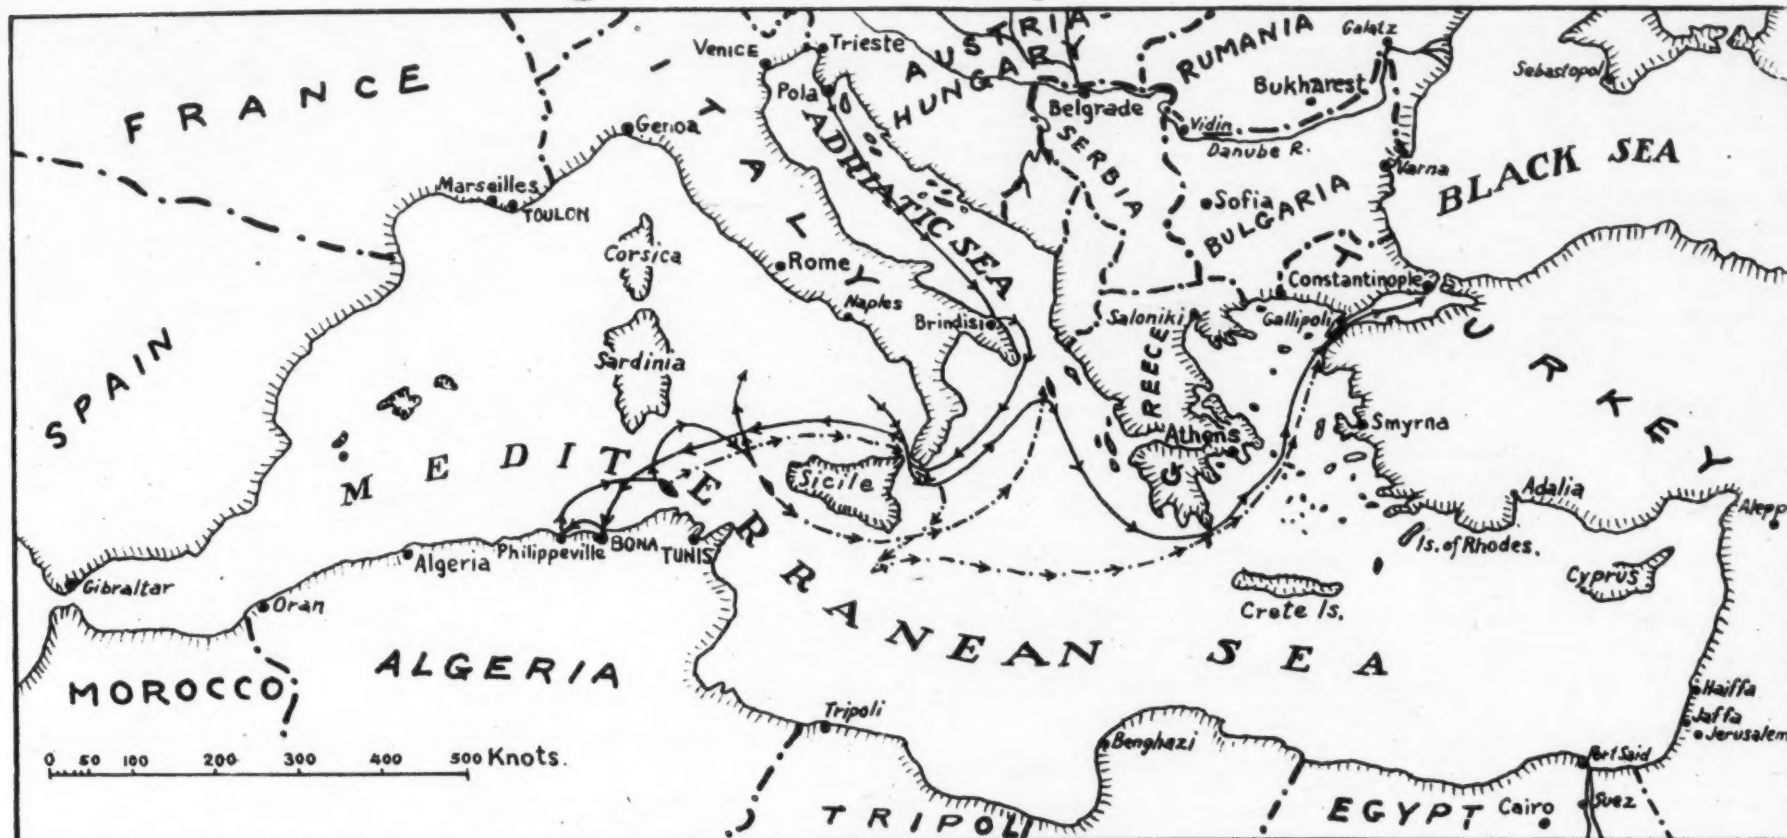 FRANCE
SPAIN
ITALY
AUSTRIA-
HUNGARY
RUMANIA
SERBIA
BULGARIA
GREECE
TURKEY
MOROCCO
ALGERIA
TRIPOLI
EGYPT
MEDITERRANEAN SEA
ADRIATIC SEA
BLACK SEA
Venice
Trieste
Pola
Genoa
Marseilles
TOULON
Corsica
Sardinia
Rome
Naples
Brindisi
Sicile
Belgrade
Bukharest
Galatz
Sebastopol
Vidin
Danube R.
Varna
Sofia
Constantinople
Saloniki
Gallipoli
Athens
Smyrna
Adalia
Alepp
Is. of Rhodes.
Cyprus
Crete Is.
Gibraltar
Oran
Algeria
Philippeville
BONA
TUNIS
Tripoli
Benghazi
Haiffa
Jaffa
Jerusalem
Port Said
Cairo
Suez
0 50 100 200 300 400 500 Knots.